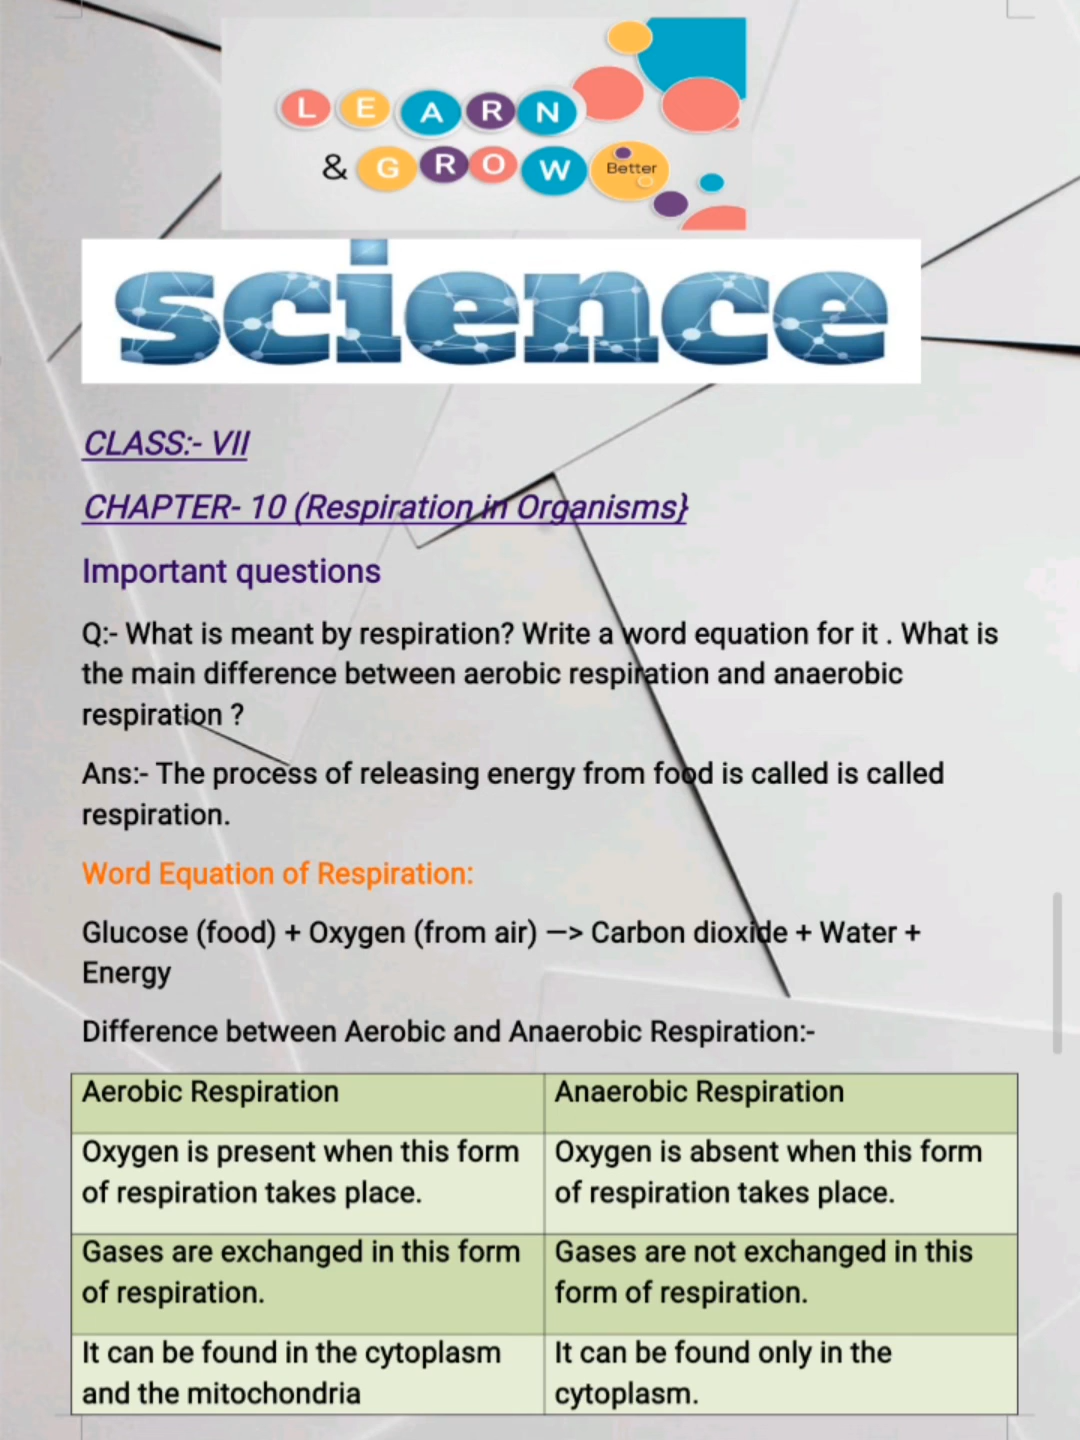 LEARN
& GROW Better
science
CLASS:- VII
CHAPTER- 10 (Respiration in Organisms}
Important questions
Q:- What is meant by respiration? Write a word equation for it . What is
the main difference between aerobic respiration and anaerobic
respiration ?
Ans:- The process of releasing energy from food is called is called
respiration.
Word Equation of Respiration:
Glucose (food) + Oxygen (from air) —> Carbon dioxide + Water +
Energy
Difference between Aerobic and Anaerobic Respiration:-
Aerobic Respiration
Anaerobic Respiration
Oxygen is present when this form
of respiration takes place.
Oxygen is absent when this form
of respiration takes place.
Gases are exchanged in this form
of respiration.
Gases are not exchanged in this
form of respiration.
It can be found in the cytoplasm
and the mitochondria
It can be found only in the
cytoplasm.